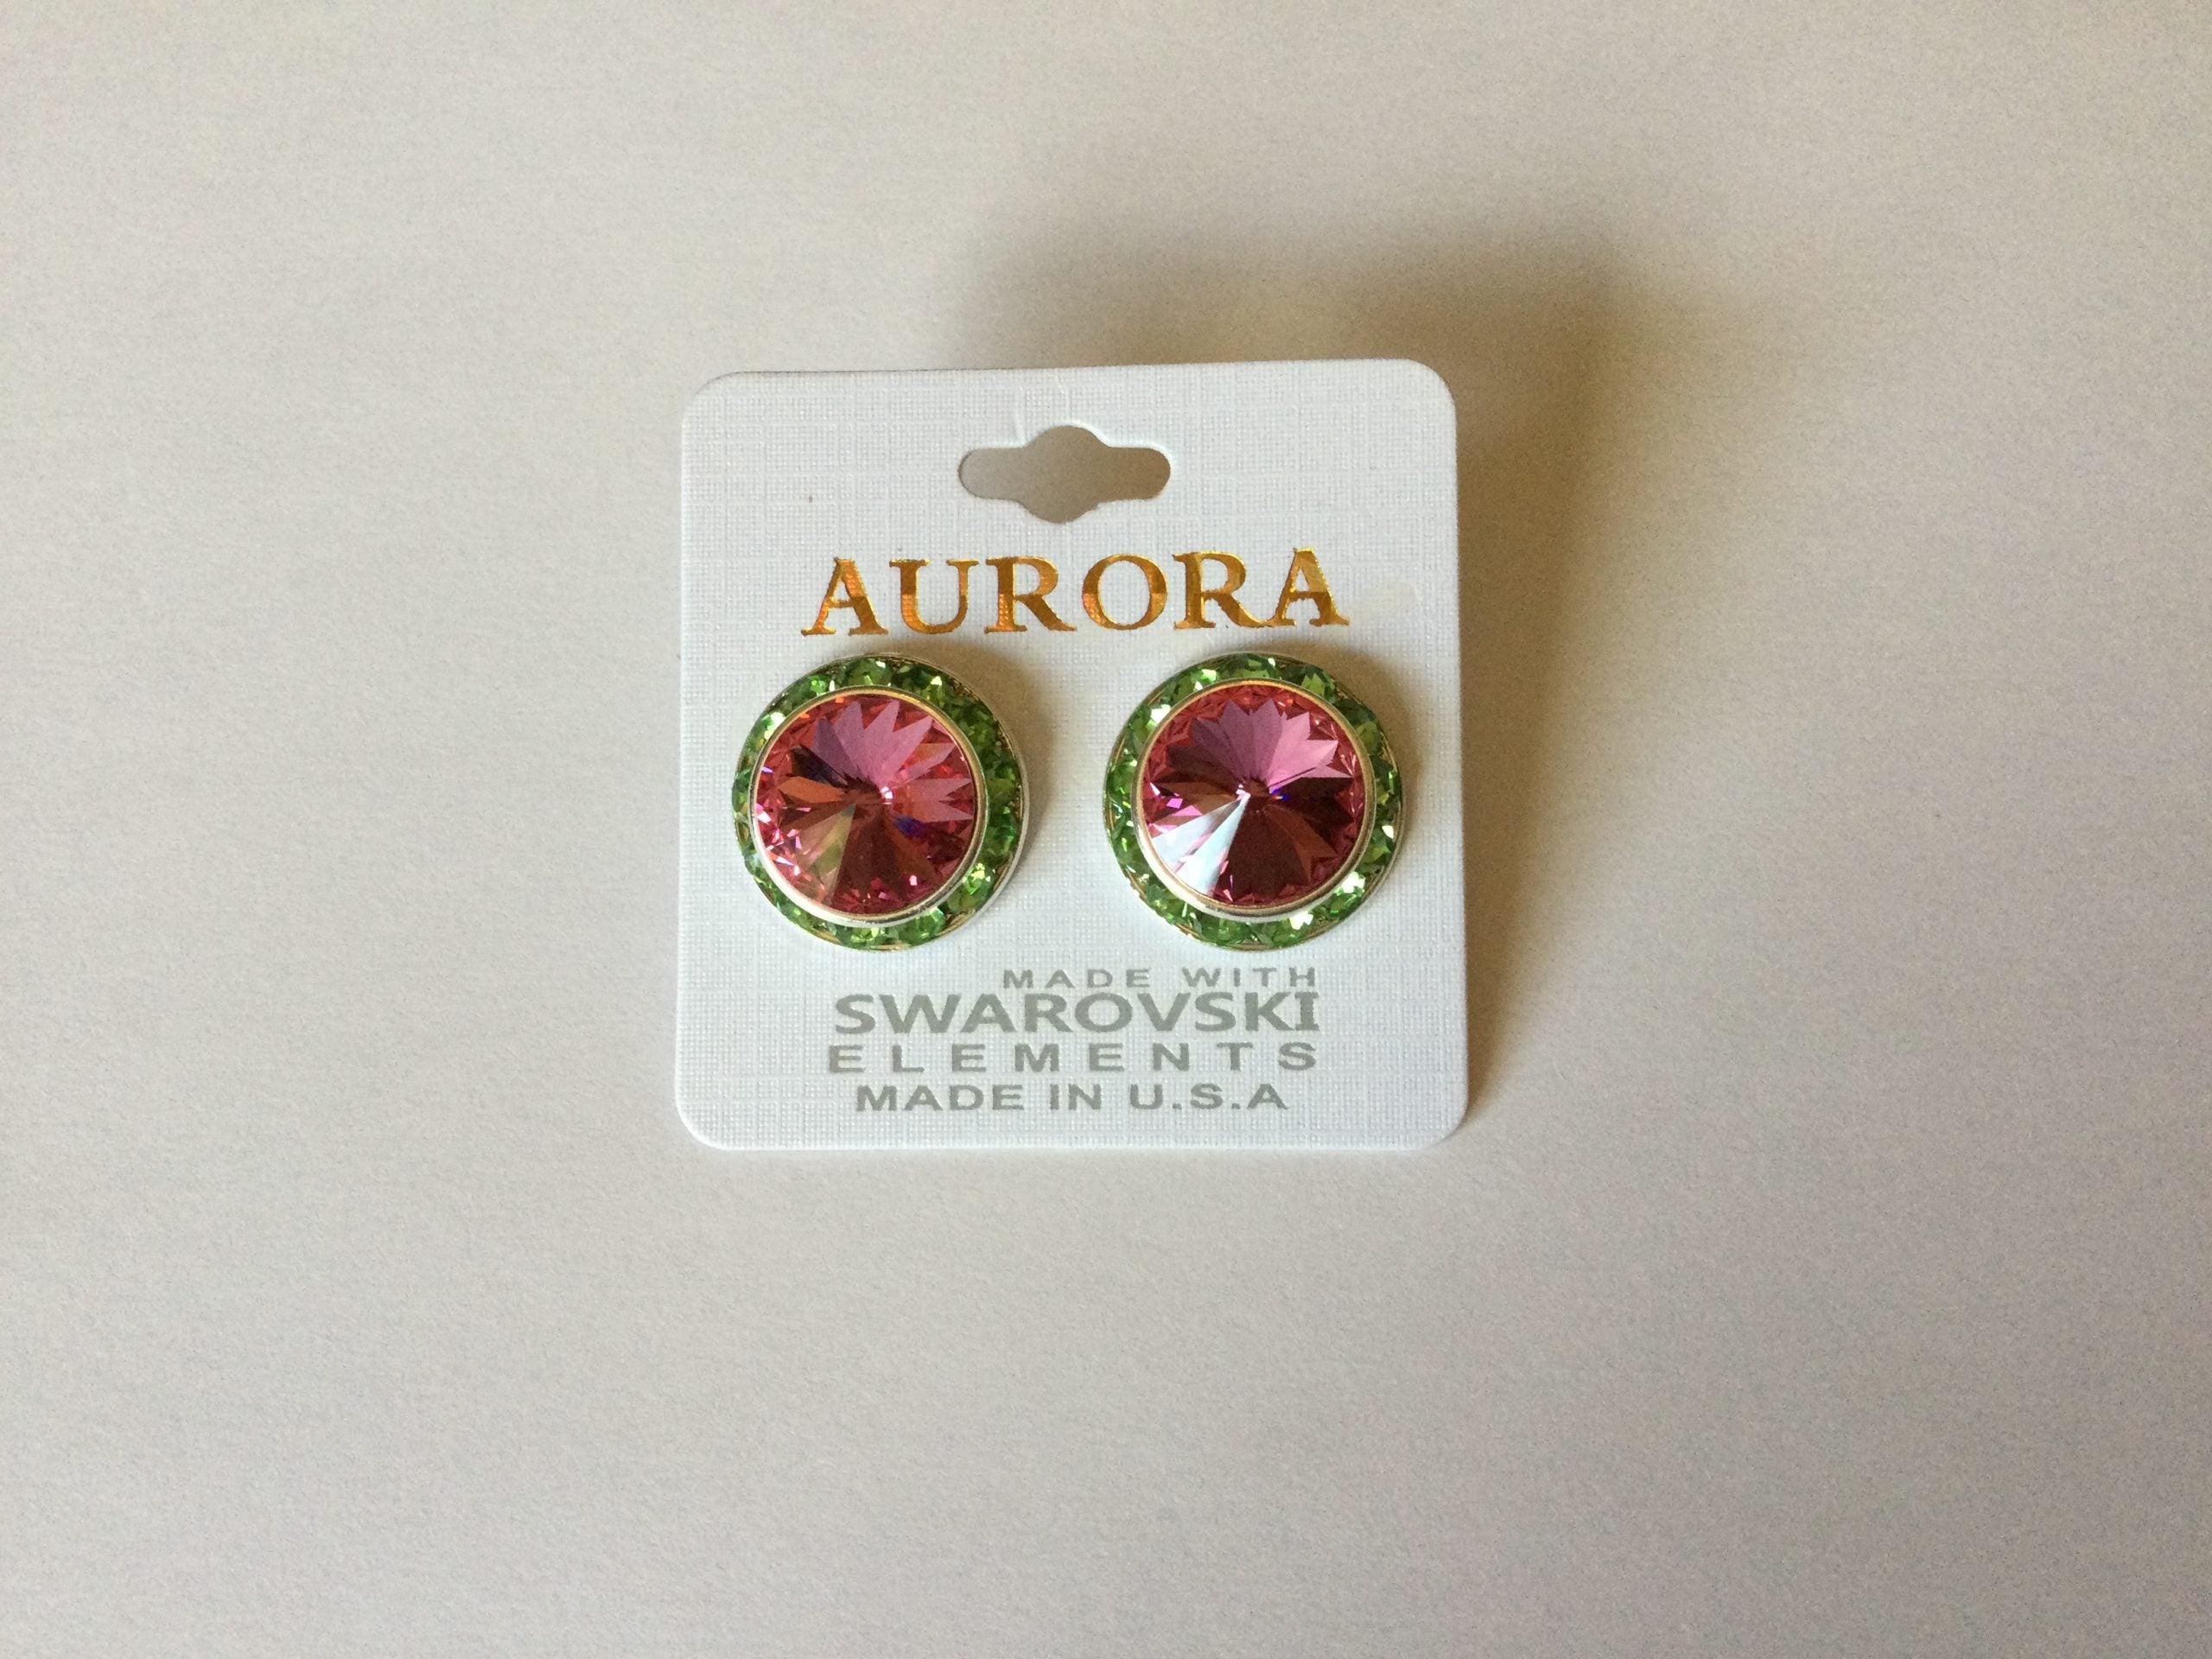 AURORA
MADE WITH
SWAROVSKI
ELEMENTS
MADE IN U.S.A